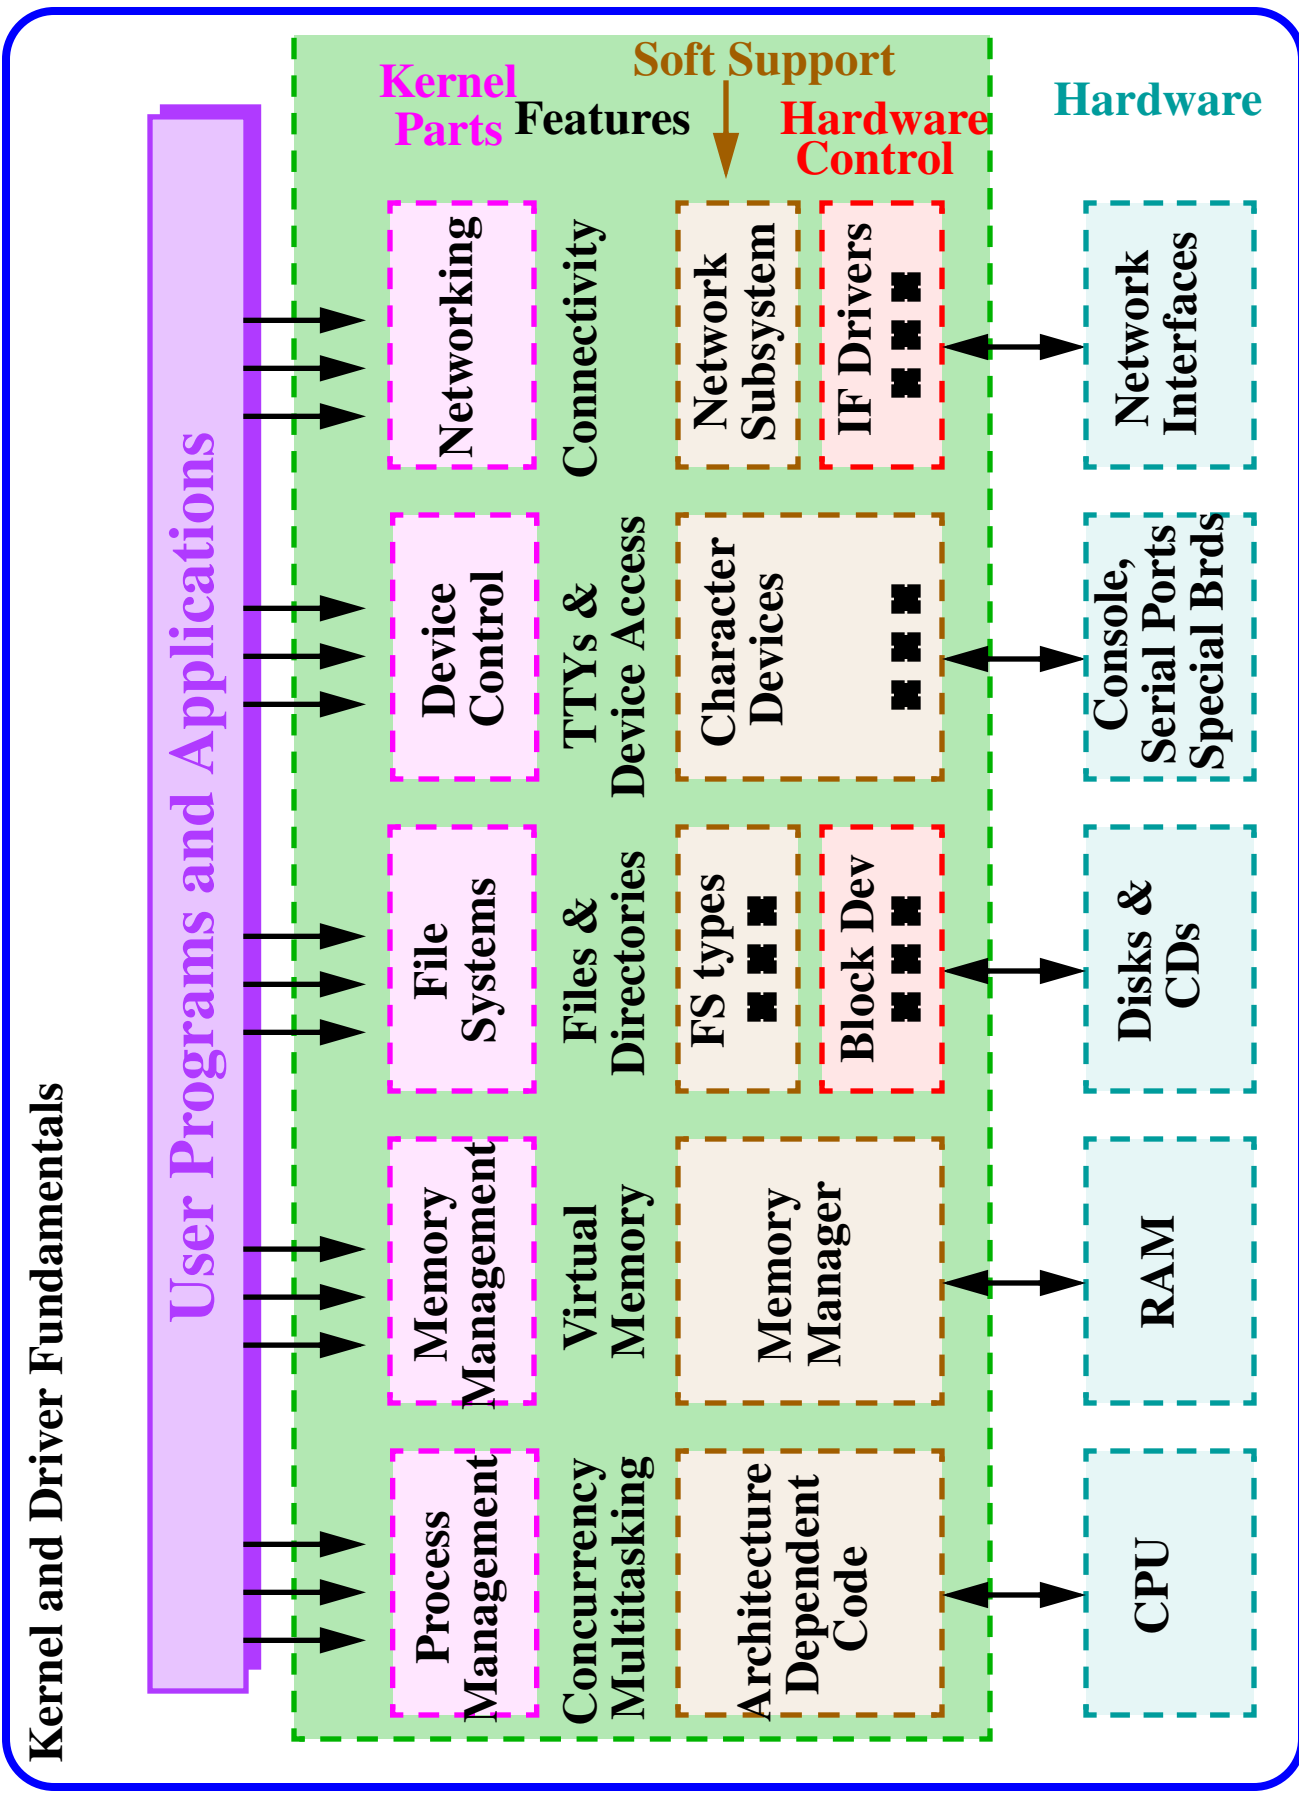 Kernel and Driver Fundamentals
User Programs and Applications
Kernel
Parts
Features
Soft Support
Hardware
Control
Hardware
Process
Management
Memory
Management
File
Systems
Device
Control
Networking
Concurrency
Multitasking
Virtual
Memory
Files &
Directories
TTYs &
Device Access
Connectivity
Architecture
Dependent
Code
Memory
Manager
FS types
Character
Devices
Network
Subsystem
Block Dev
IF Drivers
CPU
RAM
Disks &
CDs
Console,
Serial Ports
Special Brds
Network
Interfaces